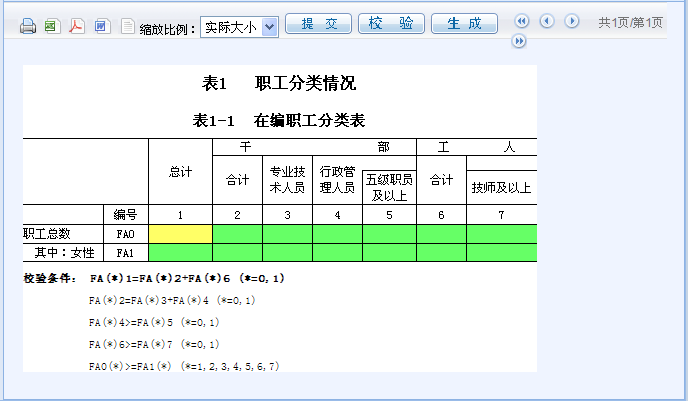 缩放比例： 实际大小 提 交 校 验 生 成 共1页/第1页
表1 职工分类情况
表1-1 在编职工分类表
总计 干 部 工 人
合计 专业技术人员 行政管理人员 五级职员及以上 合计 技师及以上
编号 1 2 3 4 5 6 7
职工总数 FA0
其中：女性 FA1
校验条件： FA(*)1=FA(*)2+FA(*)6 (*=0,1)
FA(*)2=FA(*)3+FA(*)4 (*=0,1)
FA(*)4>=FA(*)5 (*=0,1)
FA(*)6>=FA(*)7 (*=0,1)
FA0(*)>=FA1(*) (*=1,2,3,4,5,6,7)